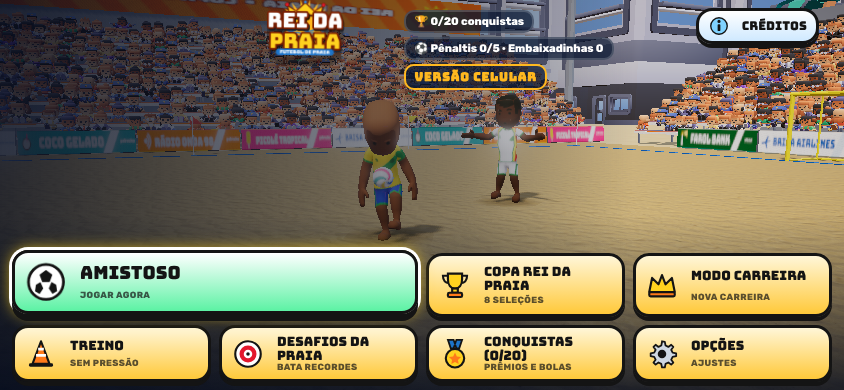 REI DA
PRAIA
FUTEBOL DE PRAIA
🏆 0/20 conquistas
⚽ Pênaltis 0/5 • Embaixadinhas 0
VERSÃO CELULAR
CRÉDITOS
COCO GELADO
COCO GELADO
FAROL BANK
BRISA AIRLINES
AMISTOSO
JOGAR AGORA
COPA REI DA
PRAIA
8 SELEÇÕES
MODO CARREIRA
NOVA CARREIRA
TREINO
SEM PRESSÃO
DESAFIOS DA
PRAIA
BATA RECORDES
CONQUISTAS
(0/20)
PRÊMIOS E BOLAS
OPÇÕES
AJUSTES